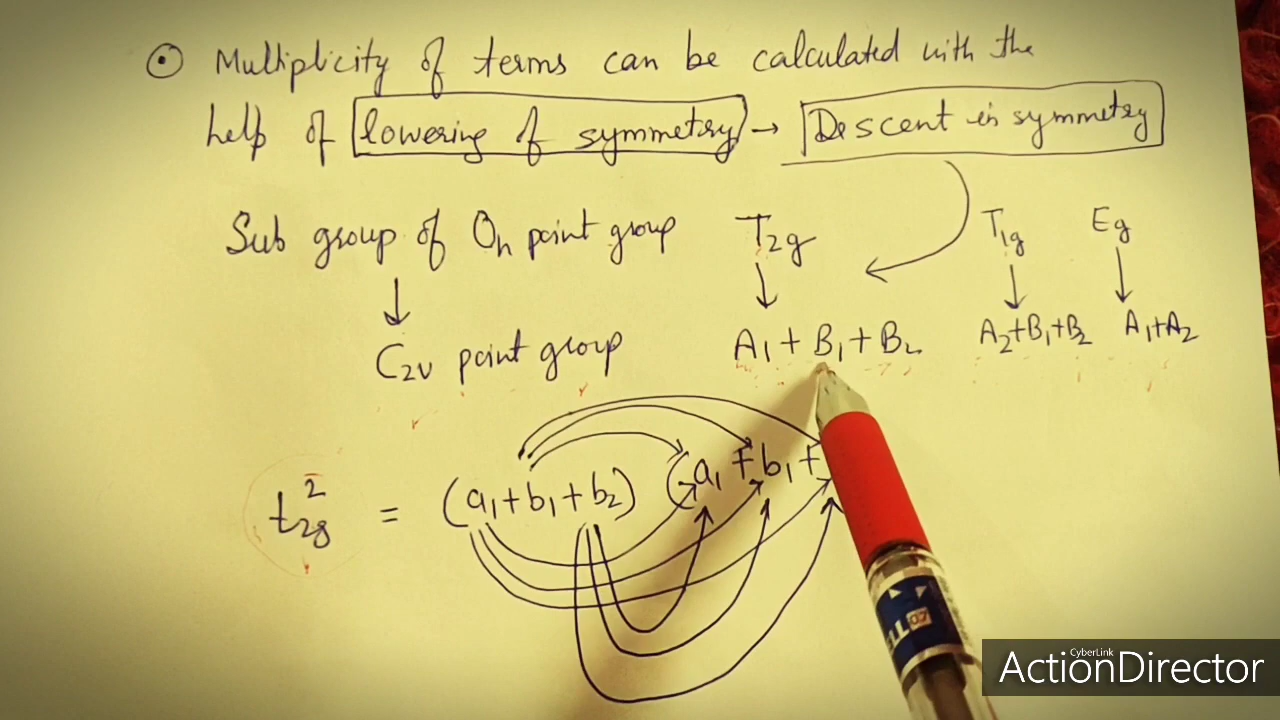 ⊙ Multiplicity of terms can be calculated with the
help of lowering of symmetry → Descent in symmetry
Sub group of Oh point group T2g T1g Eg
↓ ↓ ↓ ↓
C2v point group A1 + B1 + B2 A2+B1+B2 A1+A2
t2g² = (a1+b1+b2) (a1 + b1 +
CyberLink
ActionDirector